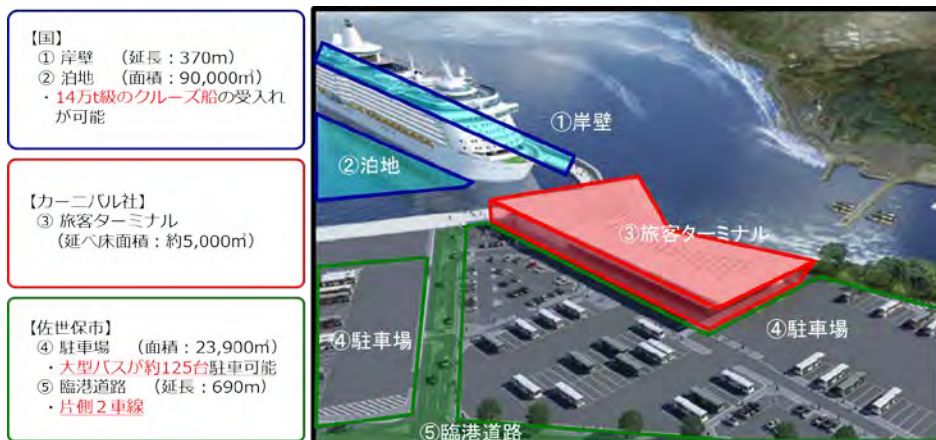 【国】
① 岸壁 (延長:370m)
② 泊地 (面積:90,000㎡)
・14万t級のクルーズ船の受入れ
が可能
【カーニバル社】
③ 旅客ターミナル
(延べ床面積:約5,000㎡)
【佐世保市】
④ 駐車場 (面積:23,900㎡)
・大型バスが約125台駐車可能
⑤ 臨港道路 (延長:690m)
・片側2車線
①岸壁
②泊地
③旅客ターミナル
④駐車場
④駐車場
⑤臨港道路